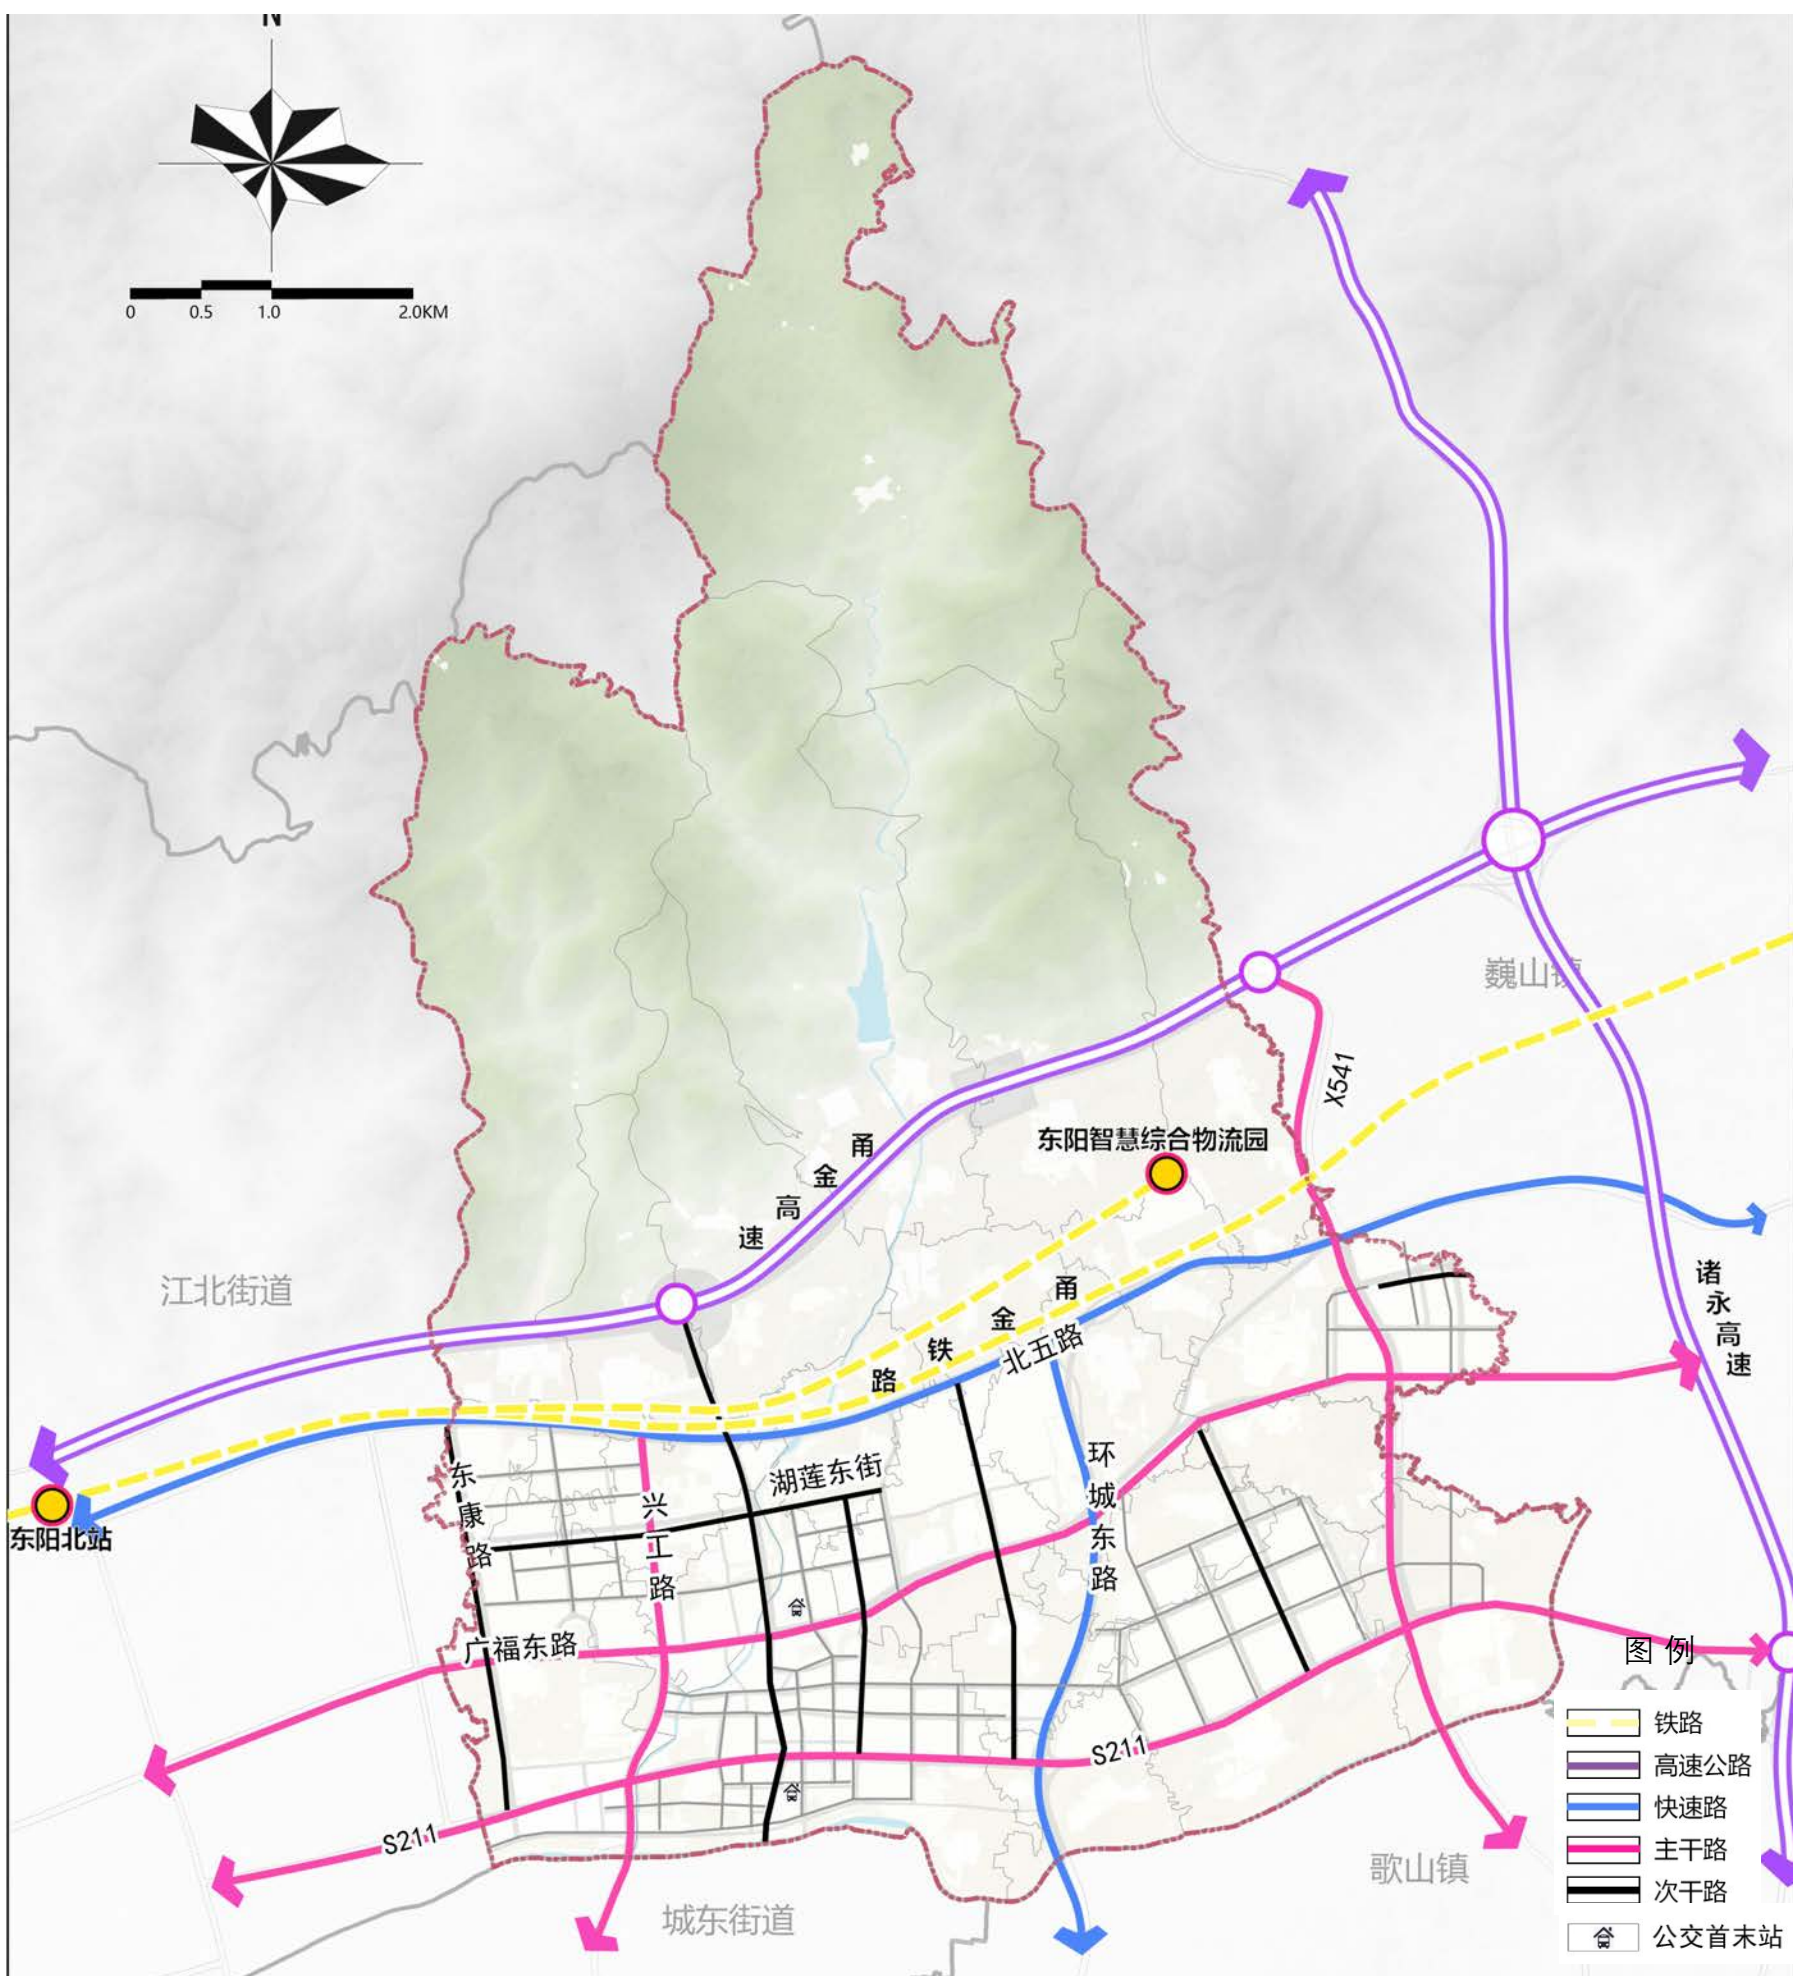 N
0 0.5 1.0 2.0KM
巍山镇
X541
东阳智慧综合物流园
甬金高速
江北街道
甬金铁路
北五路
诸永高速
东阳北站
东康路
兴工路
湖莲东街
环城东路
广福东路
S211
S211
歌山镇
城东街道
图 例
铁路
高速公路
快速路
主干路
次干路
公交首末站